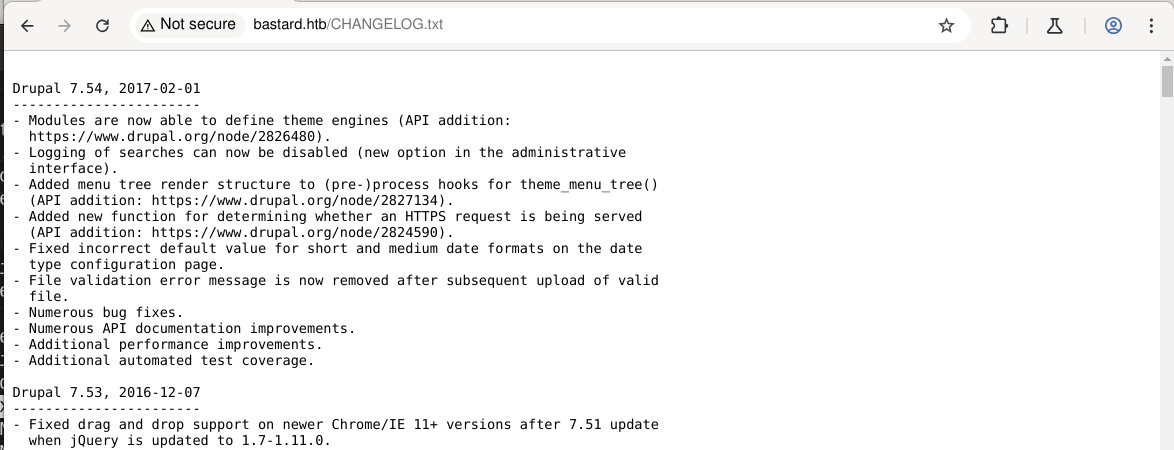 Not secure bastard.htb/CHANGELOG.txt
Drupal 7.54, 2017-02-01
-----------------------
- Modules are now able to define theme engines (API addition:
  https://www.drupal.org/node/2826480).
- Logging of searches can now be disabled (new option in the administrative
  interface).
- Added menu tree render structure to (pre-)process hooks for theme_menu_tree()
  (API addition: https://www.drupal.org/node/2827134).
- Added new function for determining whether an HTTPS request is being served
  (API addition: https://www.drupal.org/node/2824590).
- Fixed incorrect default value for short and medium date formats on the date
  type configuration page.
- File validation error message is now removed after subsequent upload of valid
  file.
- Numerous bug fixes.
- Numerous API documentation improvements.
- Additional performance improvements.
- Additional automated test coverage.
Drupal 7.53, 2016-12-07
-----------------------
- Fixed drag and drop support on newer Chrome/IE 11+ versions after 7.51 update
  when jQuery is updated to 1.7-1.11.0.